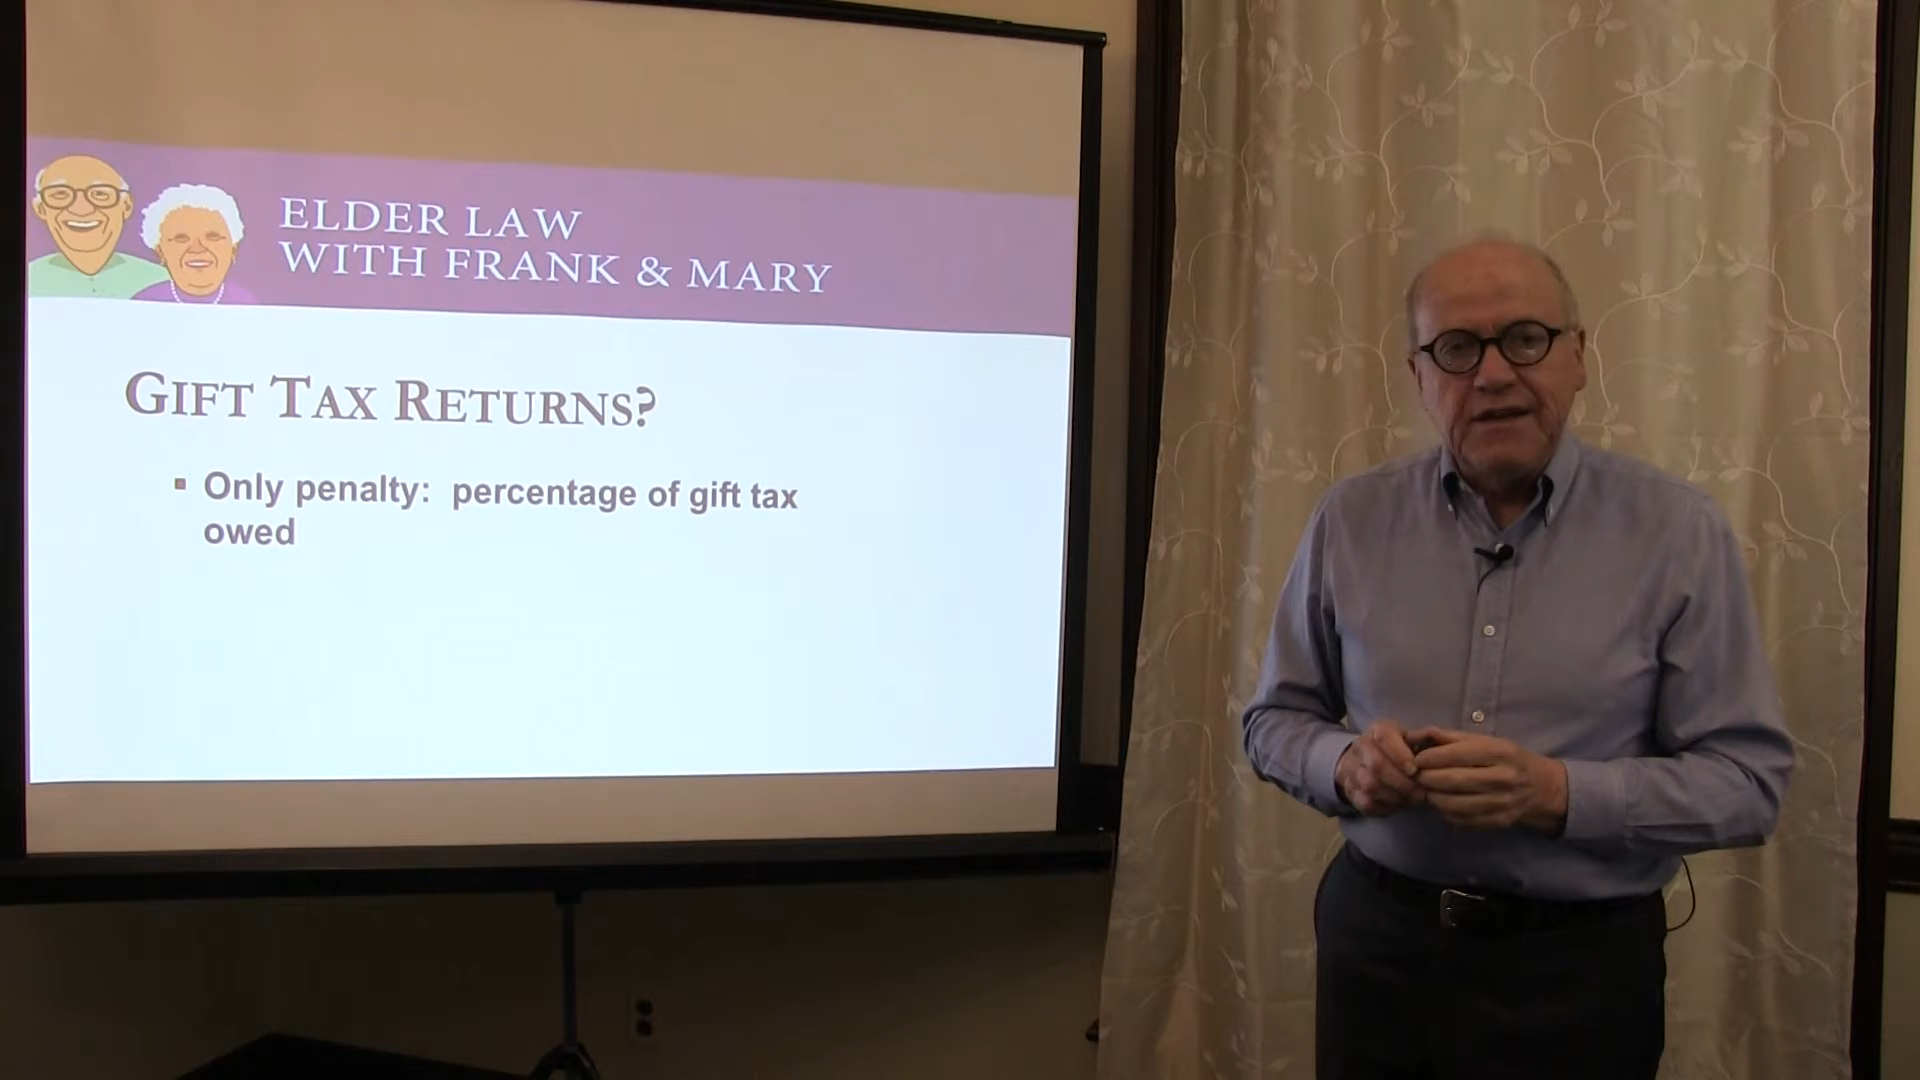 ELDER LAW
WITH FRANK & MARY
GIFT TAX RETURNS?
▪ Only penalty: percentage of gift tax
owed